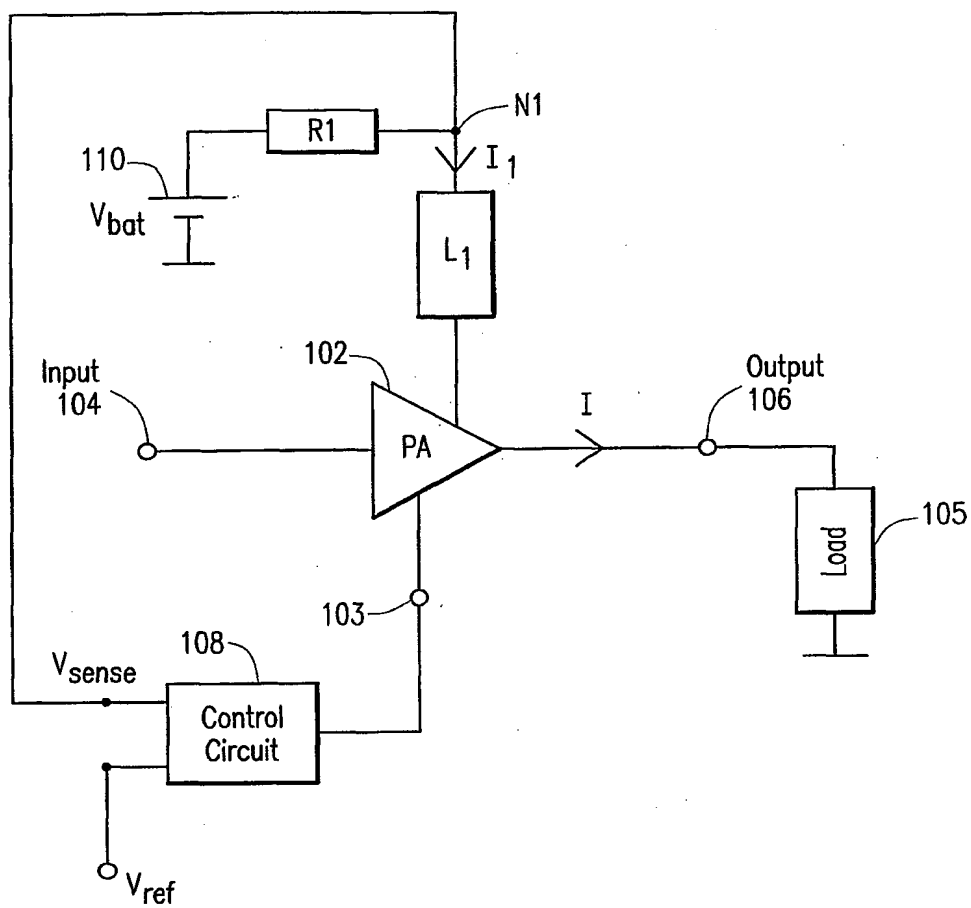 N1
R1
I1
110
Vbat
L1
102
Input
104
PA
I
Output
106
Load
105
103
108
Vsense
Control
Circuit
Vref